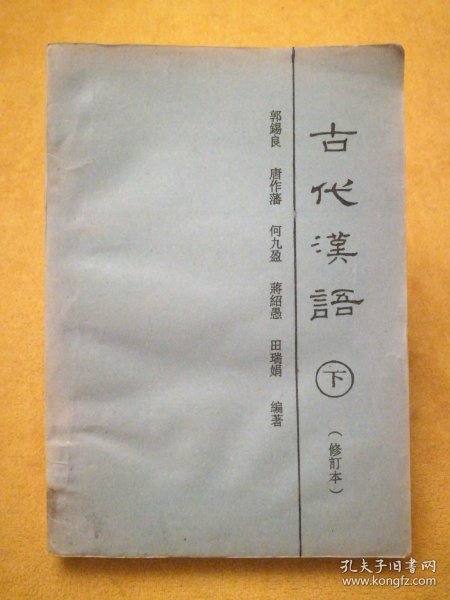 古代漢語
下
(修訂本)
郭錫良 唐作藩 何九盈 蔣紹愚 田瑞娟 编著
孔夫子旧书网
www.kongfz.com